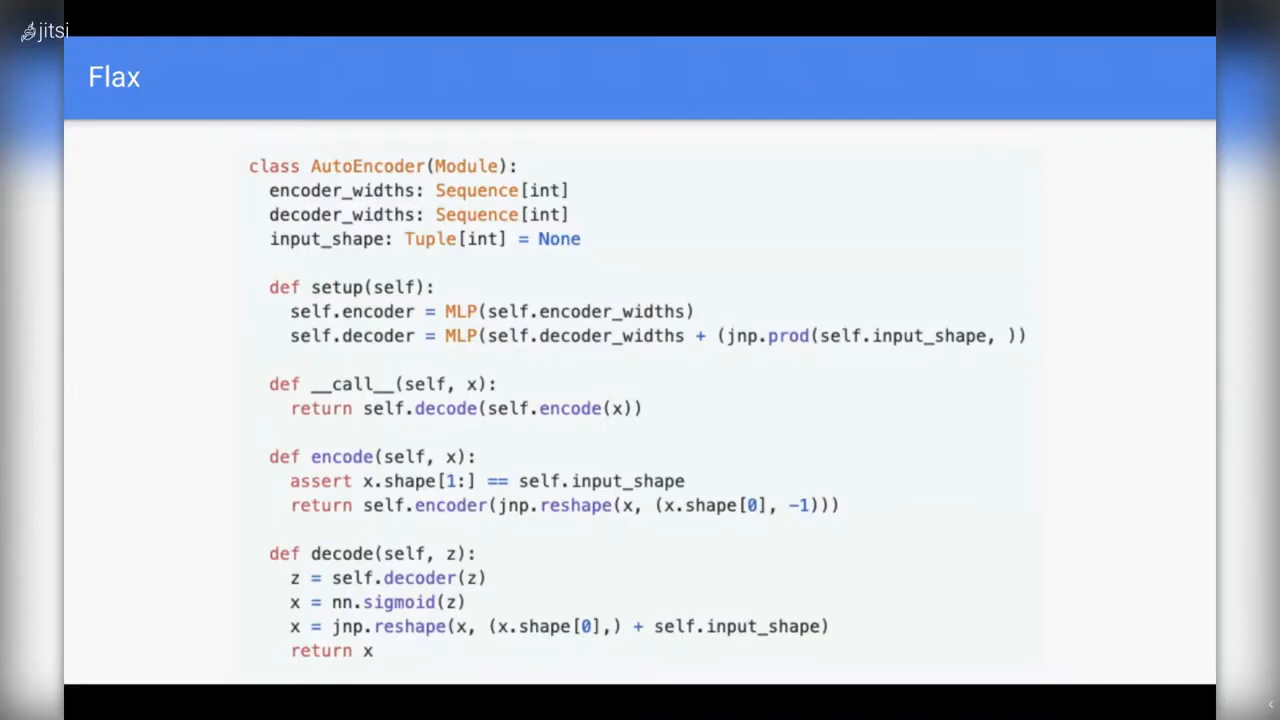 jitsi
Flax
class AutoEncoder(Module):
  encoder_widths: Sequence[int]
  decoder_widths: Sequence[int]
  input_shape: Tuple[int] = None

  def setup(self):
    self.encoder = MLP(self.encoder_widths)
    self.decoder = MLP(self.decoder_widths + (jnp.prod(self.input_shape, ))

  def __call__(self, x):
    return self.decode(self.encode(x))

  def encode(self, x):
    assert x.shape[1:] == self.input_shape
    return self.encoder(jnp.reshape(x, (x.shape[0], -1)))

  def decode(self, z):
    z = self.decoder(z)
    x = nn.sigmoid(z)
    x = jnp.reshape(x, (x.shape[0],) + self.input_shape)
    return x